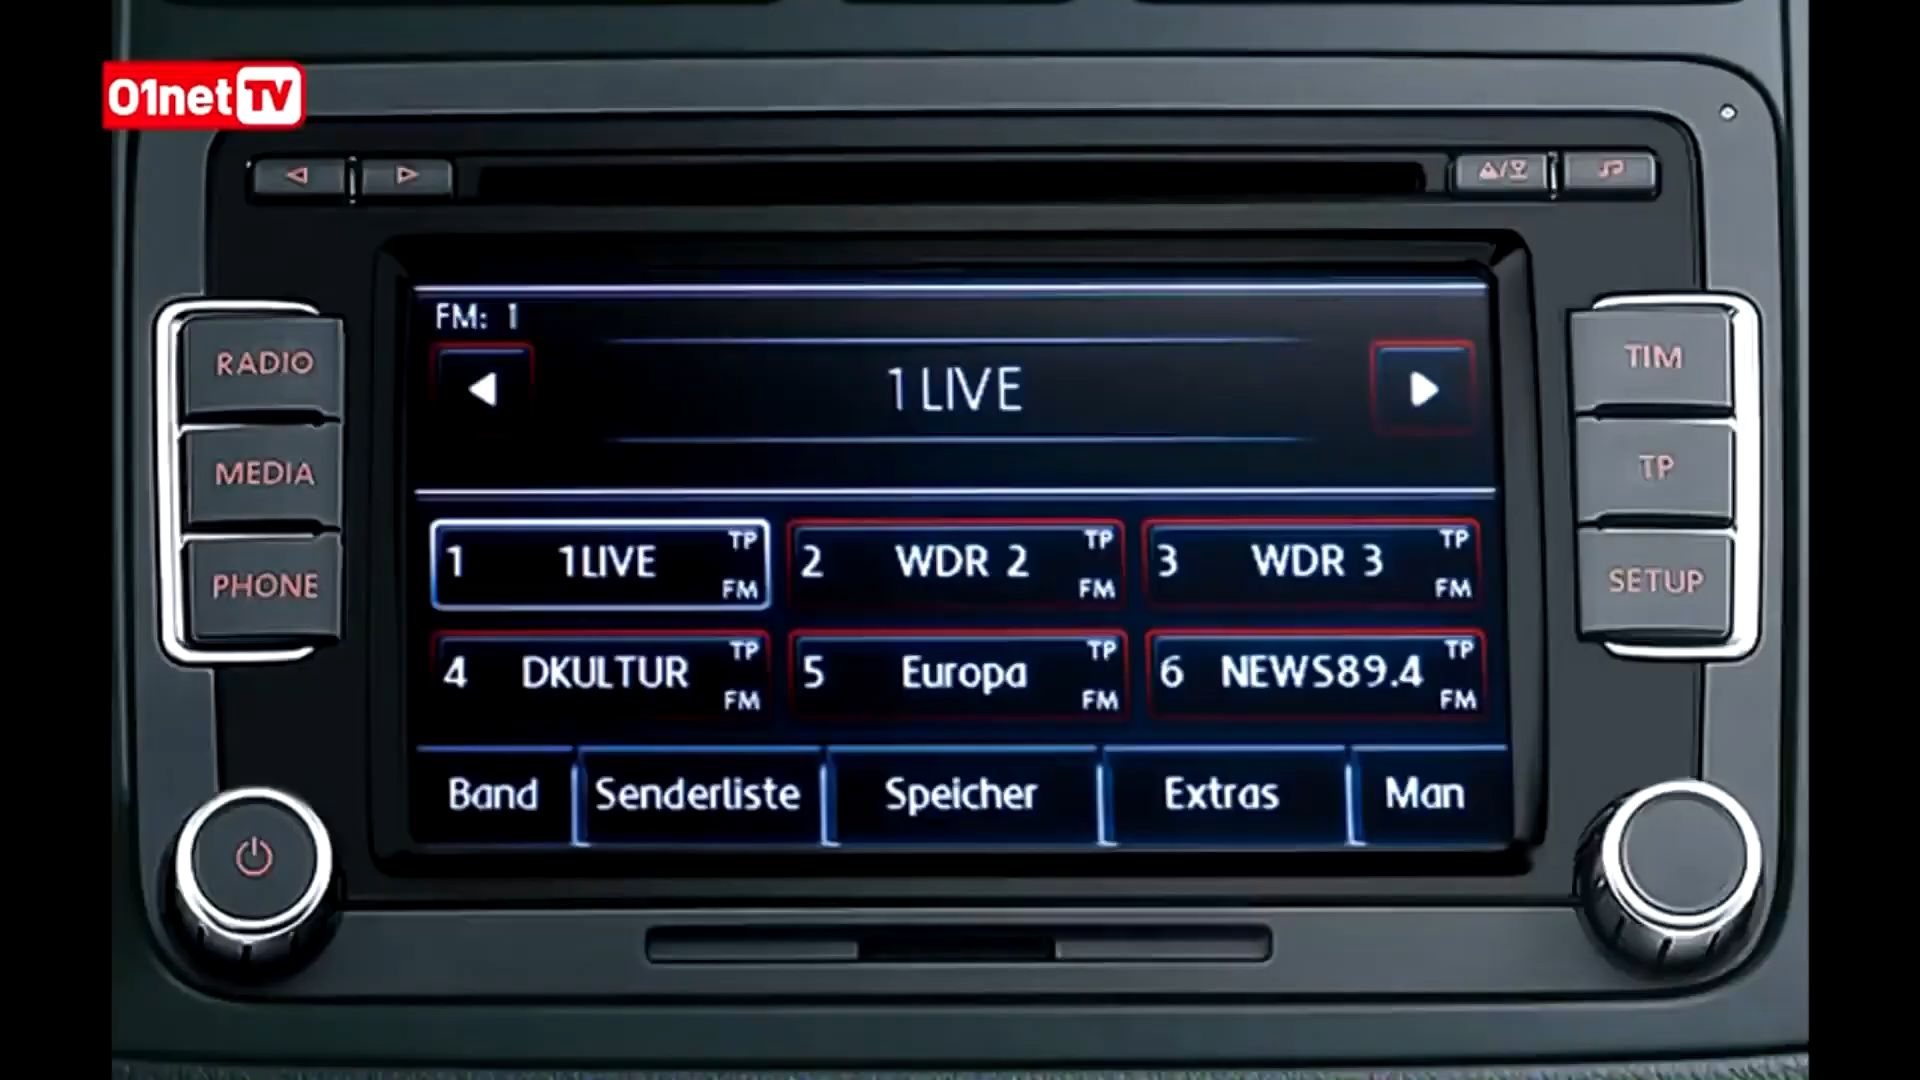 01net TV
FM: 1
RADIO
1 LIVE
TIM
MEDIA
TP
PHONE
SETUP
1 1LIVE TP FM
2 WDR 2 TP FM
3 WDR 3 TP FM
4 DKULTUR TP FM
5 Europa TP FM
6 NEWS89.4 TP FM
Band Senderliste Speicher Extras Man